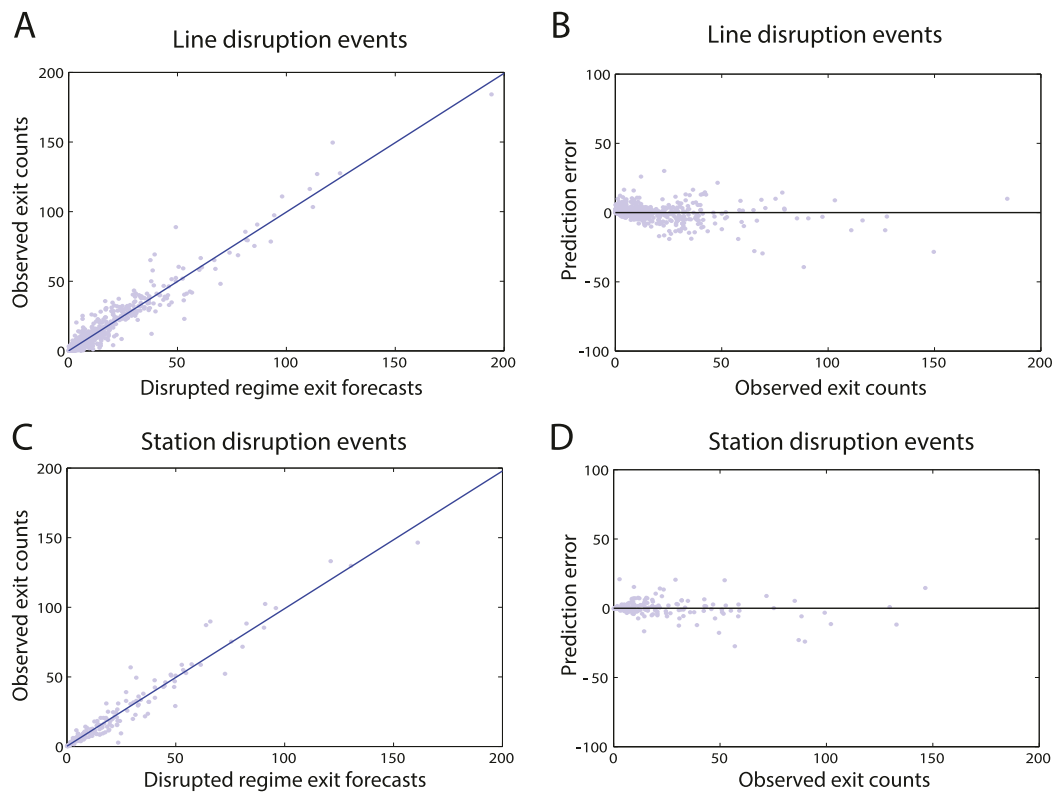 A
Line disruption events
200
150
100
50
0
0
50
100
150
200
Observed exit counts
Disrupted regime exit forecasts
B
Line disruption events
100
50
0
-50
-100
0
50
100
150
200
Prediction error
Observed exit counts
C
Station disruption events
200
150
100
50
0
0
50
100
150
200
Observed exit counts
Disrupted regime exit forecasts
D
Station disruption events
100
50
0
-50
-100
0
50
100
150
200
Prediction error
Observed exit counts